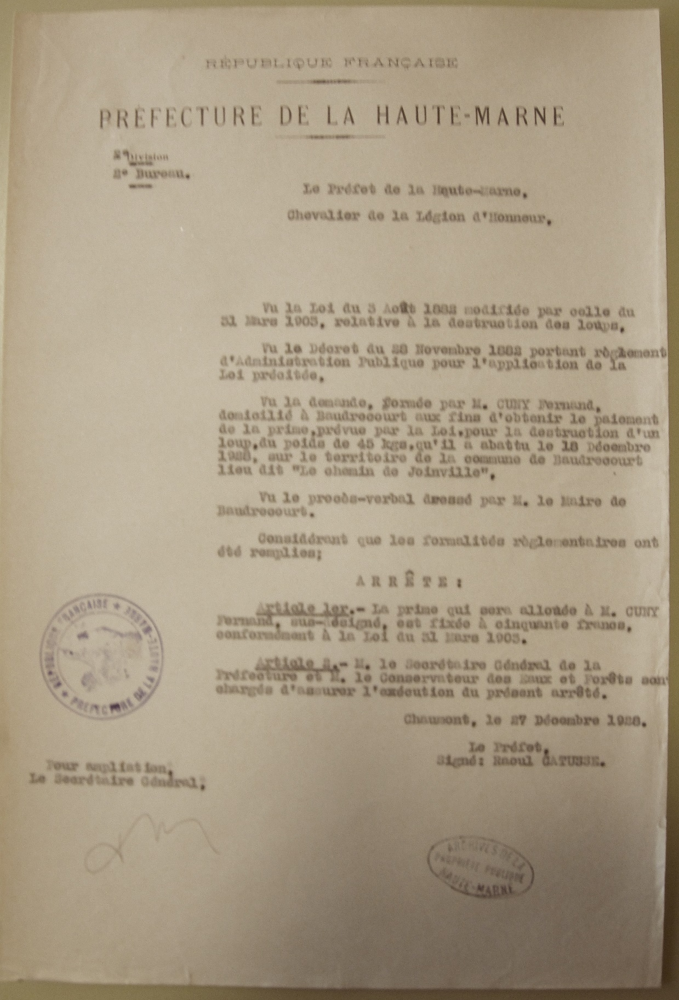 RÉPUBLIQUE FRANÇAISE
PRÉFECTURE DE LA HAUTE-MARNE
2e Division
2e Bureau.
Le Préfet de la Haute-Marne,
Chevalier de la Légion d'Honneur,
Vu la Loi du 3 Août 1882 modifiée par celle du
31 Mars 1903, relative à la destruction des loups,
Vu le Décret du 28 Novembre 1882 portant règlement
d'Administration Publique pour l'application de la
Loi précitée,
Vu la demande, formée par M. CUNY Fernand,
domicilié à Baudrecourt aux fins d'obtenir le paiement
de la prime,prévue par la Loi,pour la destruction d'un
loup,du poids de 45 kgs,qu'il a abattu le 18 Décembre
1928, sur le territoire de la commune de Baudrecourt
lieu dit "Le chemin de Joinville",
Vu le procès-verbal dressé par M. le Maire de
Baudrecourt.
Considérant que les formalités règlementaires ont
été remplies;
ARRÊTE:
Article 1er.- La prime qui sera allouée à M. CUNY
Fernand, sus-désigné, est fixée à cinquante francs,
conformément à la Loi du 31 Mars 1903.
Article 2.- M. le Secrétaire Général de la
Préfecture et M. le Conservateur des Eaux et Forêts sont
chargés d'assurer l'exécution du présent arrêté.
Chaumont, le 27 Décembre 1928.
Le Préfet,
Signé: Raoul CATUSSE.
Pour ampliation,
Le Secrétaire Général,
RÉPUBLIQUE FRANÇAISE ★ PRÉFECTURE DE LA HAUTE-MARNE ★
ARCHIVES DE LA
PUBLIQUE
HAUTE-MARNE